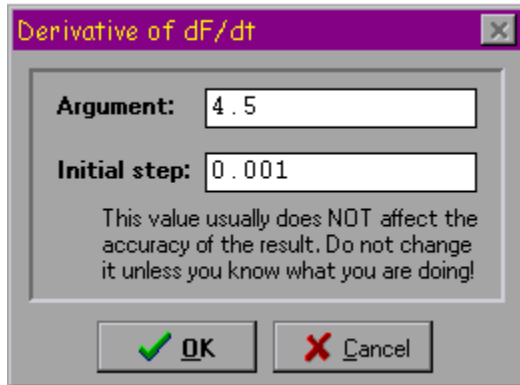 Derivative of dF/dt
Argument: 4.5
Initial step: 0.001
This value usually does NOT affect the
accuracy of the result. Do not change
it unless you know what you are doing!
OK Cancel